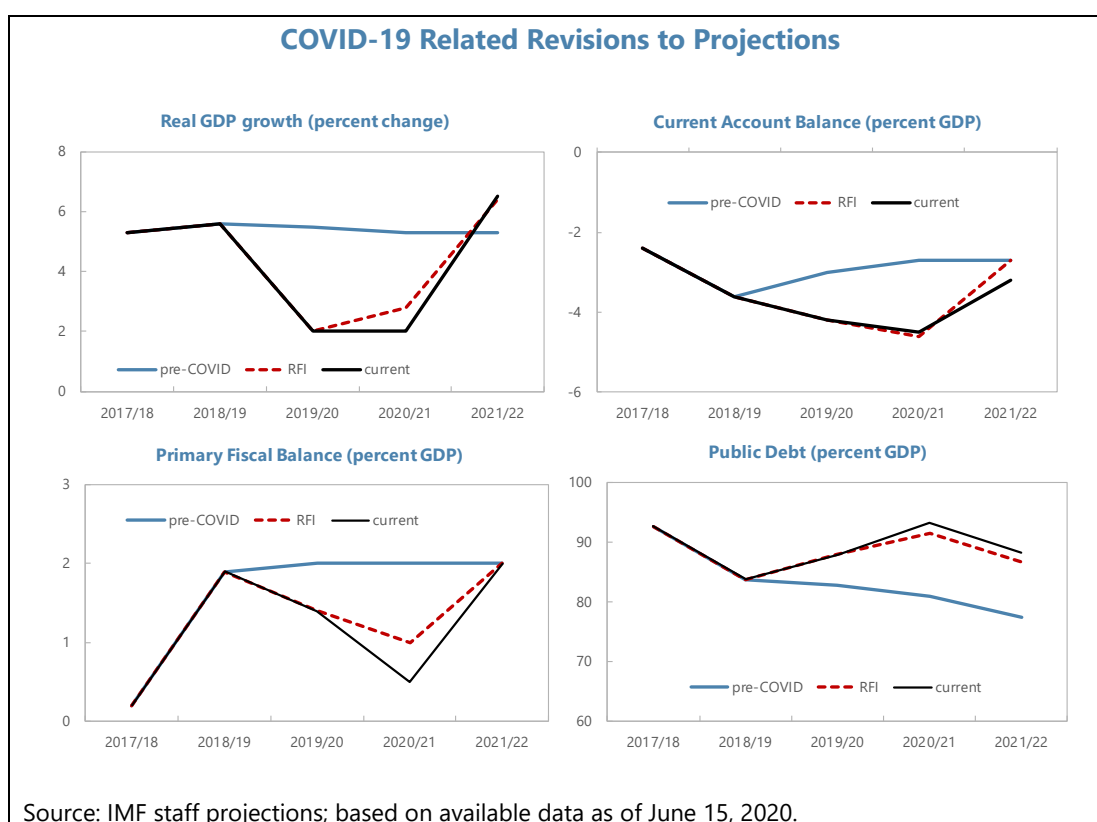 COVID-19 Related Revisions to Projections
Real GDP growth (percent change)
8
6
4
2
0
pre-COVID RFI current
2017/18 2018/19 2019/20 2020/21 2021/22
Current Account Balance (percent GDP)
-0
-2
-4
-6
pre-COVID RFI current
2017/18 2018/19 2019/20 2020/21 2021/22
Primary Fiscal Balance (percent GDP)
3
2
1
0
pre-COVID RFI current
2017/18 2018/19 2019/20 2020/21 2021/22
Public Debt (percent GDP)
100
90
80
70
60
pre-COVID RFI current
2017/18 2018/19 2019/20 2020/21 2021/22
Source: IMF staff projections; based on available data as of June 15, 2020.